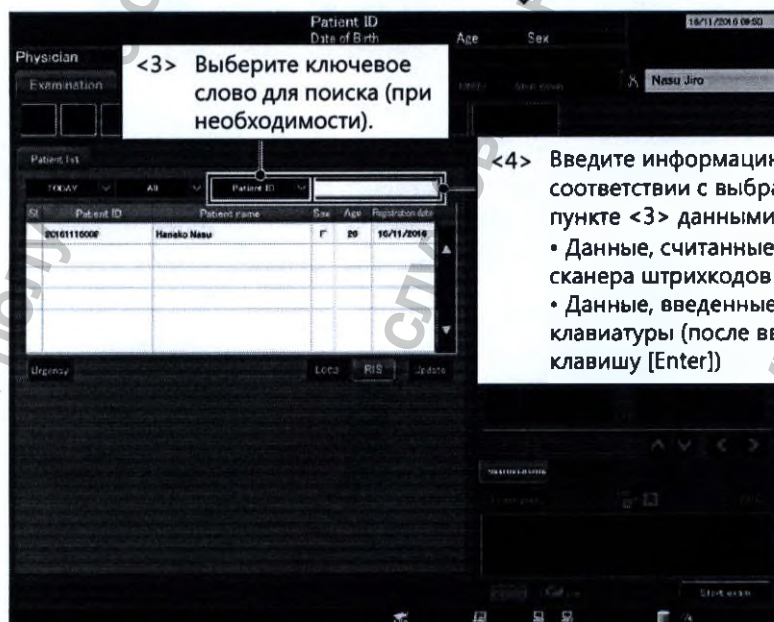 Patient ID
Date of Birth
Age
Sex
16/11/2016 09:50
Physician
Examination
Nasu Jiro
<3> Выберите ключевое
слово для поиска (при
необходимости).
Patient list
TODAY
All
Patient ID
<4> Введите информацию
соответствии с выбра
пункте <3> данными
• Данные, считанные
сканера штрихкодов
• Данные, введенные
клавиатуры (после вв
клавишу [Enter])
St Patient ID Patient name Sex Age Registration date
Hanako Nasu F 20 16/11/2016
Urgency
Local
RIS
Update
Start exam